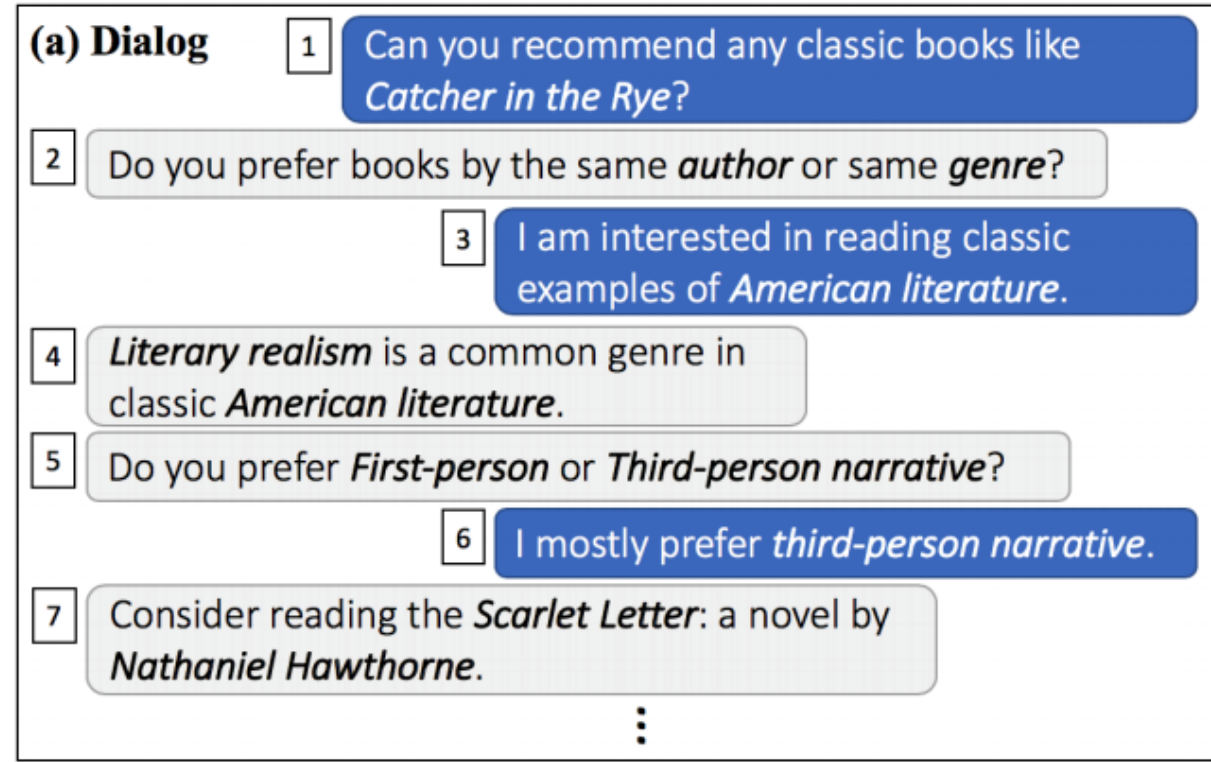 (a) Dialog
1
Can you recommend any classic books like
Catcher in the Rye?
2
Do you prefer books by the same author or same genre?
3
I am interested in reading classic
examples of American literature.
4
Literary realism is a common genre in
classic American literature.
5
Do you prefer First-person or Third-person narrative?
6
I mostly prefer third-person narrative.
7
Consider reading the Scarlet Letter: a novel by
Nathaniel Hawthorne.
⋮